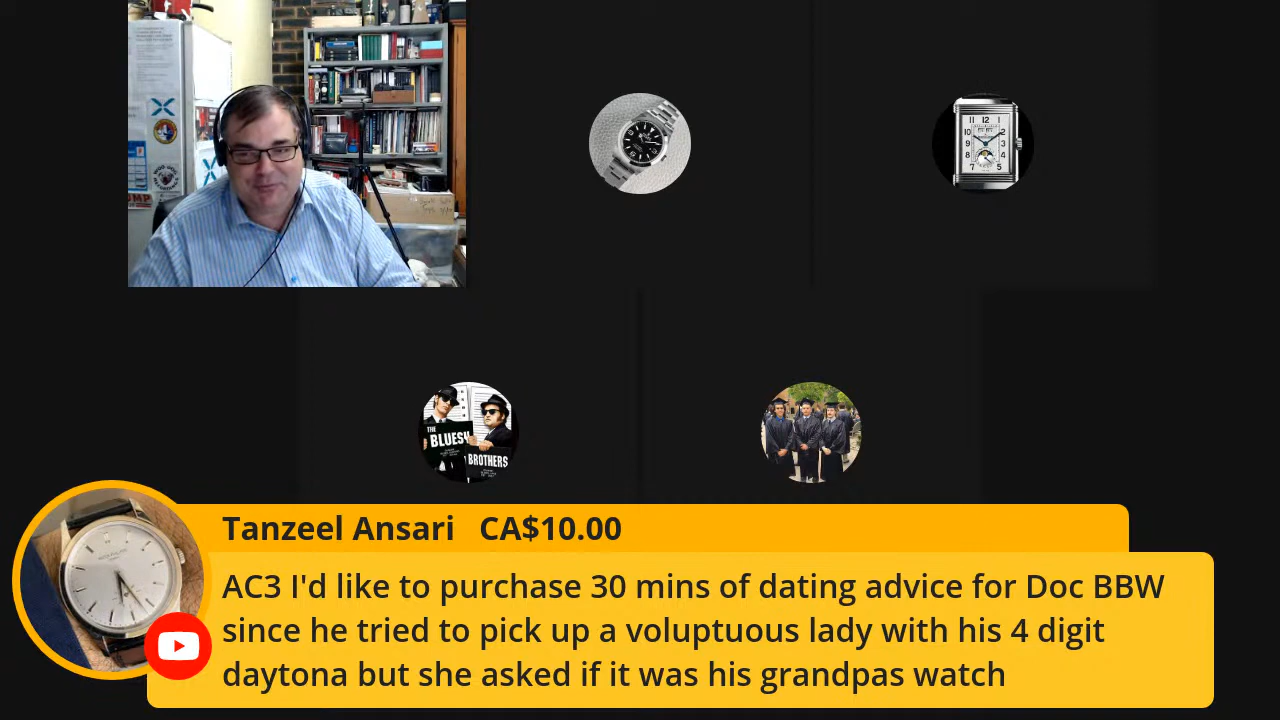 THE
BLUESY
BROTHERS
Tanzeel Ansari CA$10.00
AC3 I'd like to purchase 30 mins of dating advice for Doc BBW
since he tried to pick up a voluptuous lady with his 4 digit
daytona but she asked if it was his grandpas watch